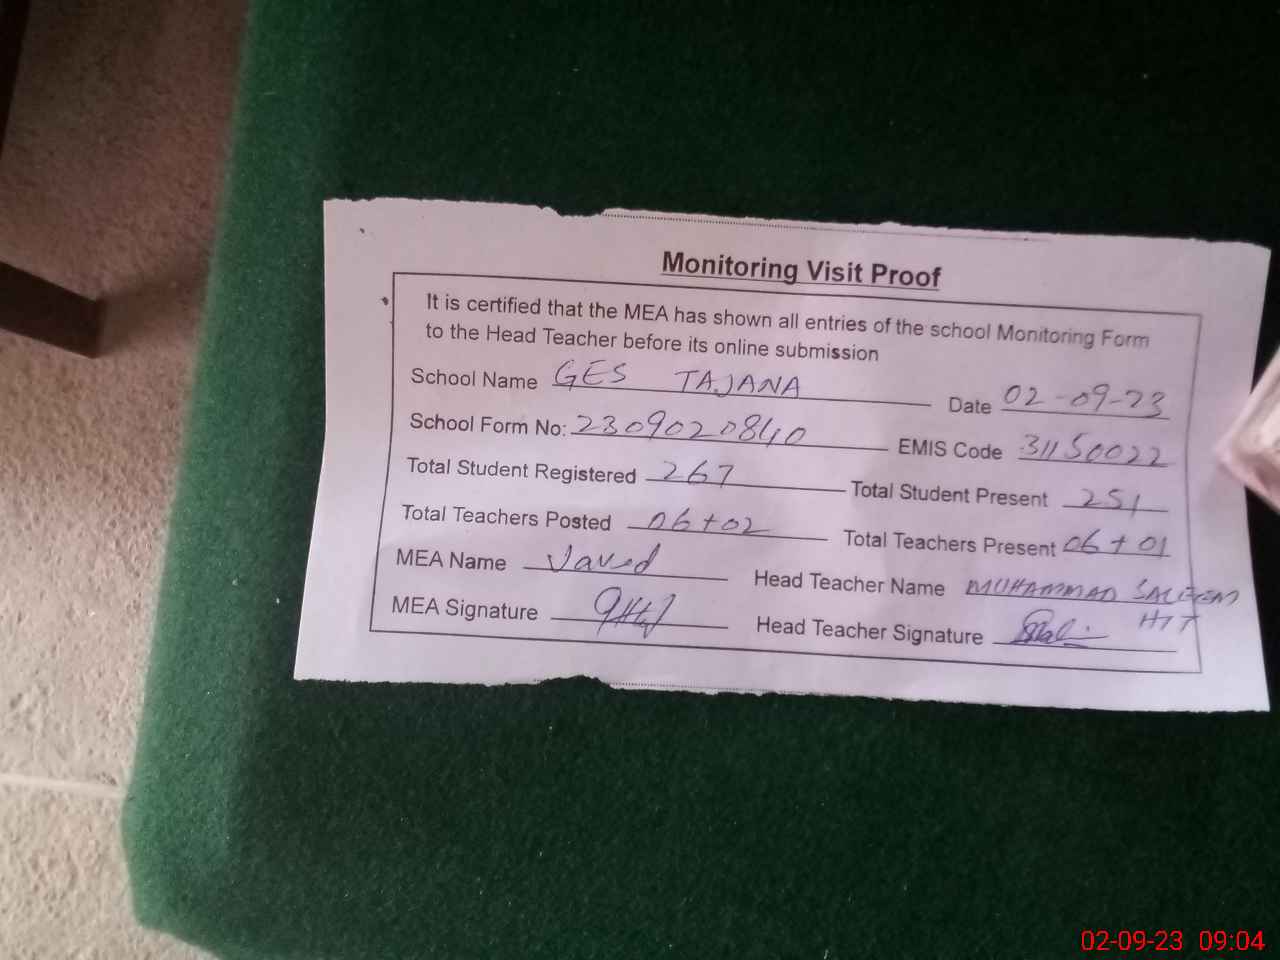 Monitoring Visit Proof
It is certified that the MEA has shown all entries of the school Monitoring Form
to the Head Teacher before its online submission
School Name GES TAJANA Date 02-09-23
School Form No: 2309020840 EMIS Code 31150022
Total Student Registered 267 Total Student Present 251
Total Teachers Posted 06+02 Total Teachers Present 06+01
MEA Name Javed Head Teacher Name MUHAMMAD SALEEM
MEA Signature Head Teacher Signature
02-09-23 09:04